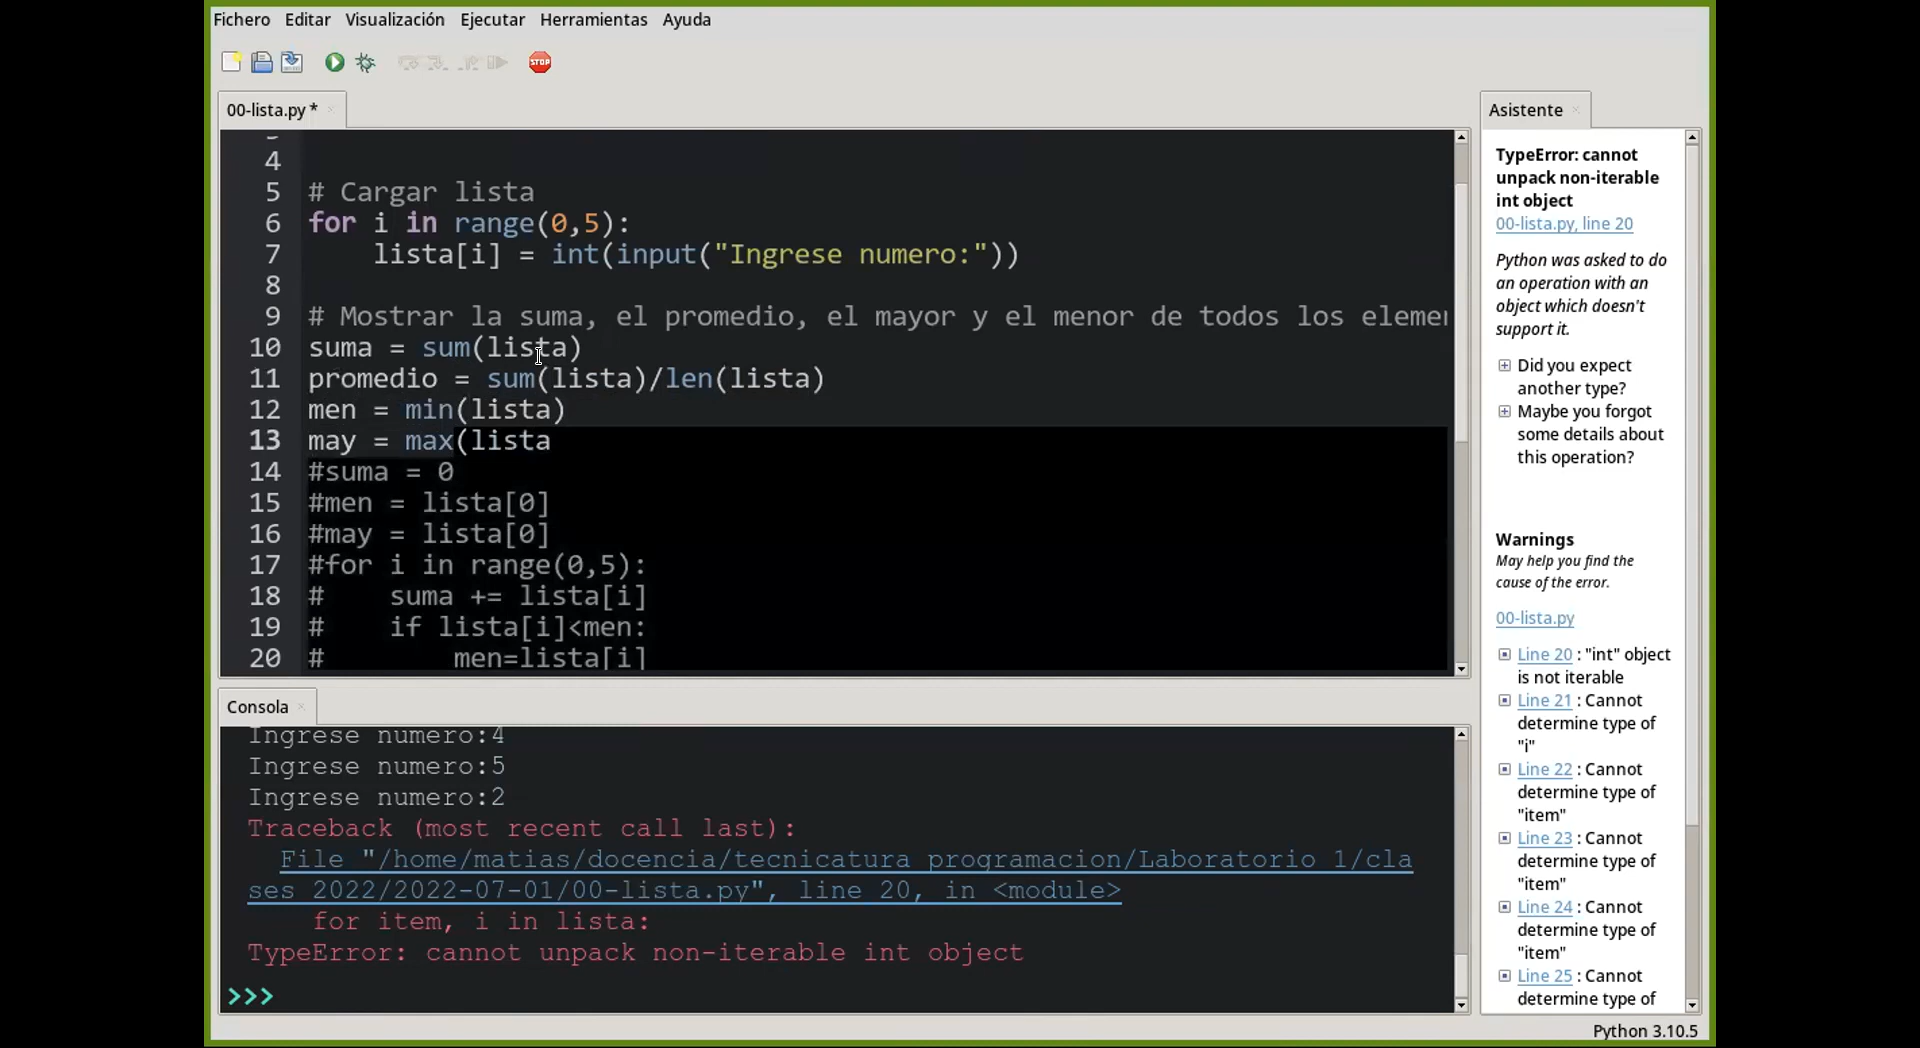 Fichero Editar Visualización Ejecutar Herramientas Ayuda
STOP
00-lista.py *
4
5 # Cargar lista
6 for i in range(0,5):
7     lista[i] = int(input("Ingrese numero:"))
8
9 # Mostrar la suma, el promedio, el mayor y el menor de todos los
10 suma = sum(lista)
11 promedio = sum(lista)/len(lista)
12 men = min(lista)
13 may = max(lista
14 #suma = 0
15 #men = lista[0]
16 #may = lista[0]
17 #for i in range(0,5):
18 #    suma += lista[i]
19 #    if lista[i]<men:
20 #        men=lista[i]
Consola
Ingrese numero:4
Ingrese numero:5
Ingrese numero:2
Traceback (most recent call last):
  File "/home/matias/docencia/tecnicatura_programacion/Laboratorio_1/cla
ses_2022/2022-07-01/00-lista.py", line 20, in <module>
    for item, i in lista:
TypeError: cannot unpack non-iterable int object
>>>
Asistente
TypeError: cannot
unpack non-iterable
int object
00-lista.py, line 20
Python was asked to do
an operation with an
object which doesn't
support it.
Did you expect
another type?
Maybe you forgot
some details about
this operation?
Warnings
May help you find the
cause of the error.
00-lista.py
Line 20 : "int" object
is not iterable
Line 21 : Cannot
determine type of
"i"
Line 22 : Cannot
determine type of
"item"
Line 23 : Cannot
determine type of
"item"
Line 24 : Cannot
determine type of
"item"
Line 25 : Cannot
determine type of
Python 3.10.5